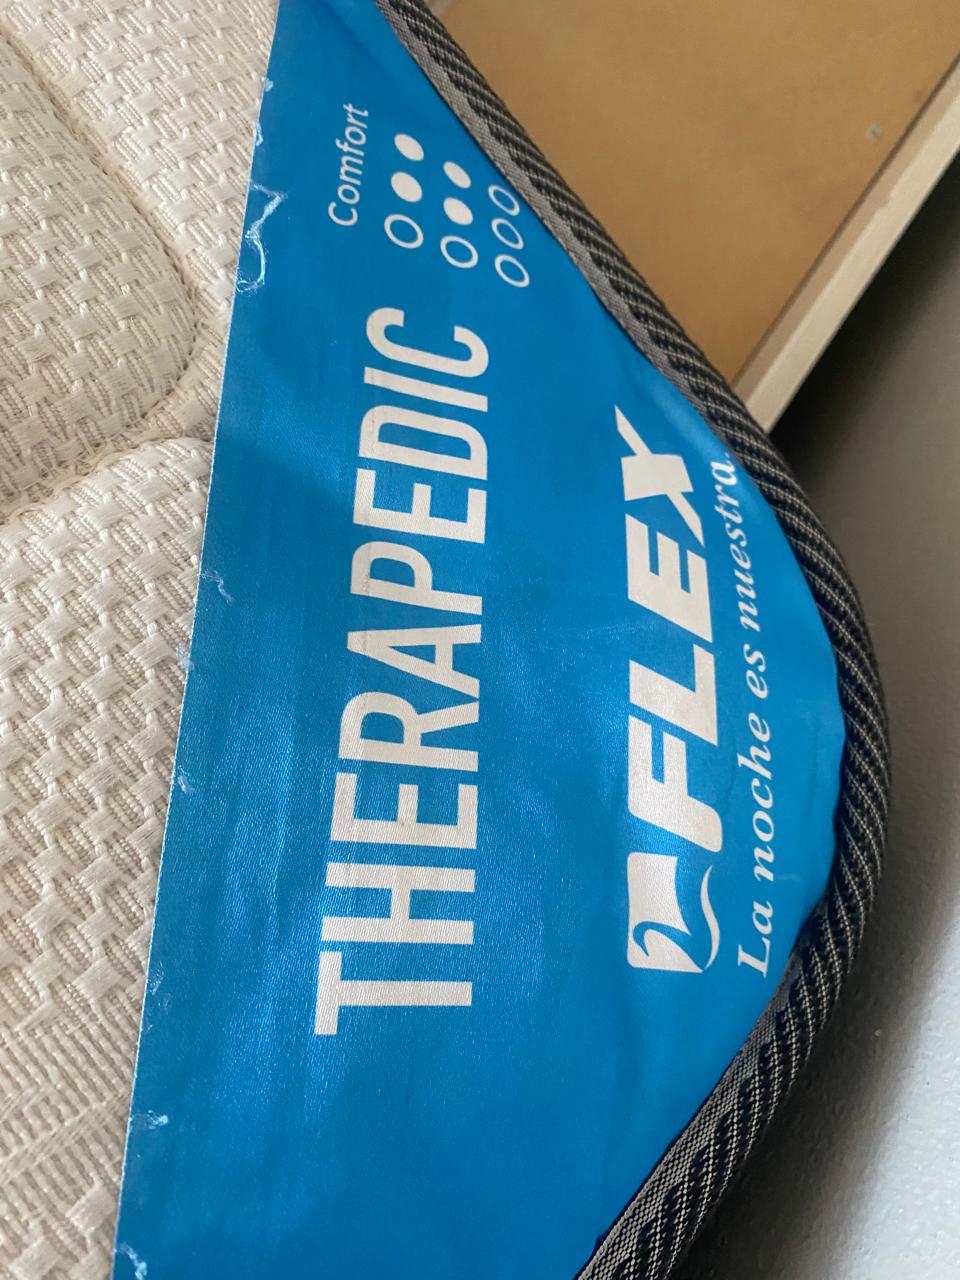 Comfort
THERAPEDIC
FLEX
La noche es nuestra.